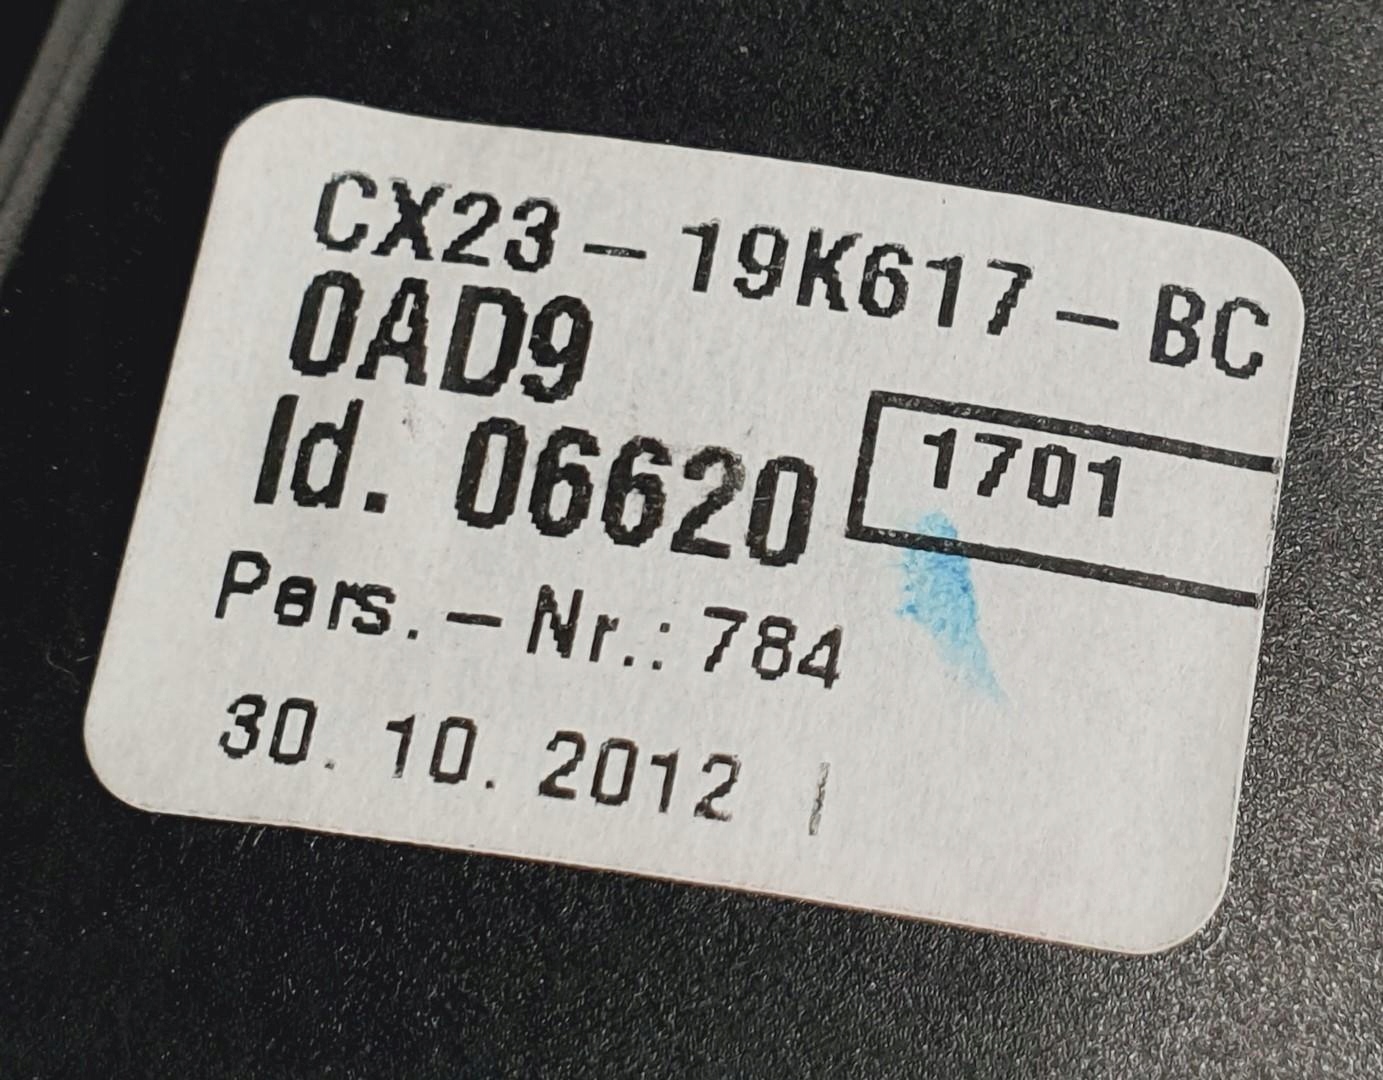 CX23-19K617-BC
0AD9
Id. 06620
1701
Pers.-Nr.: 784
30. 10. 2012